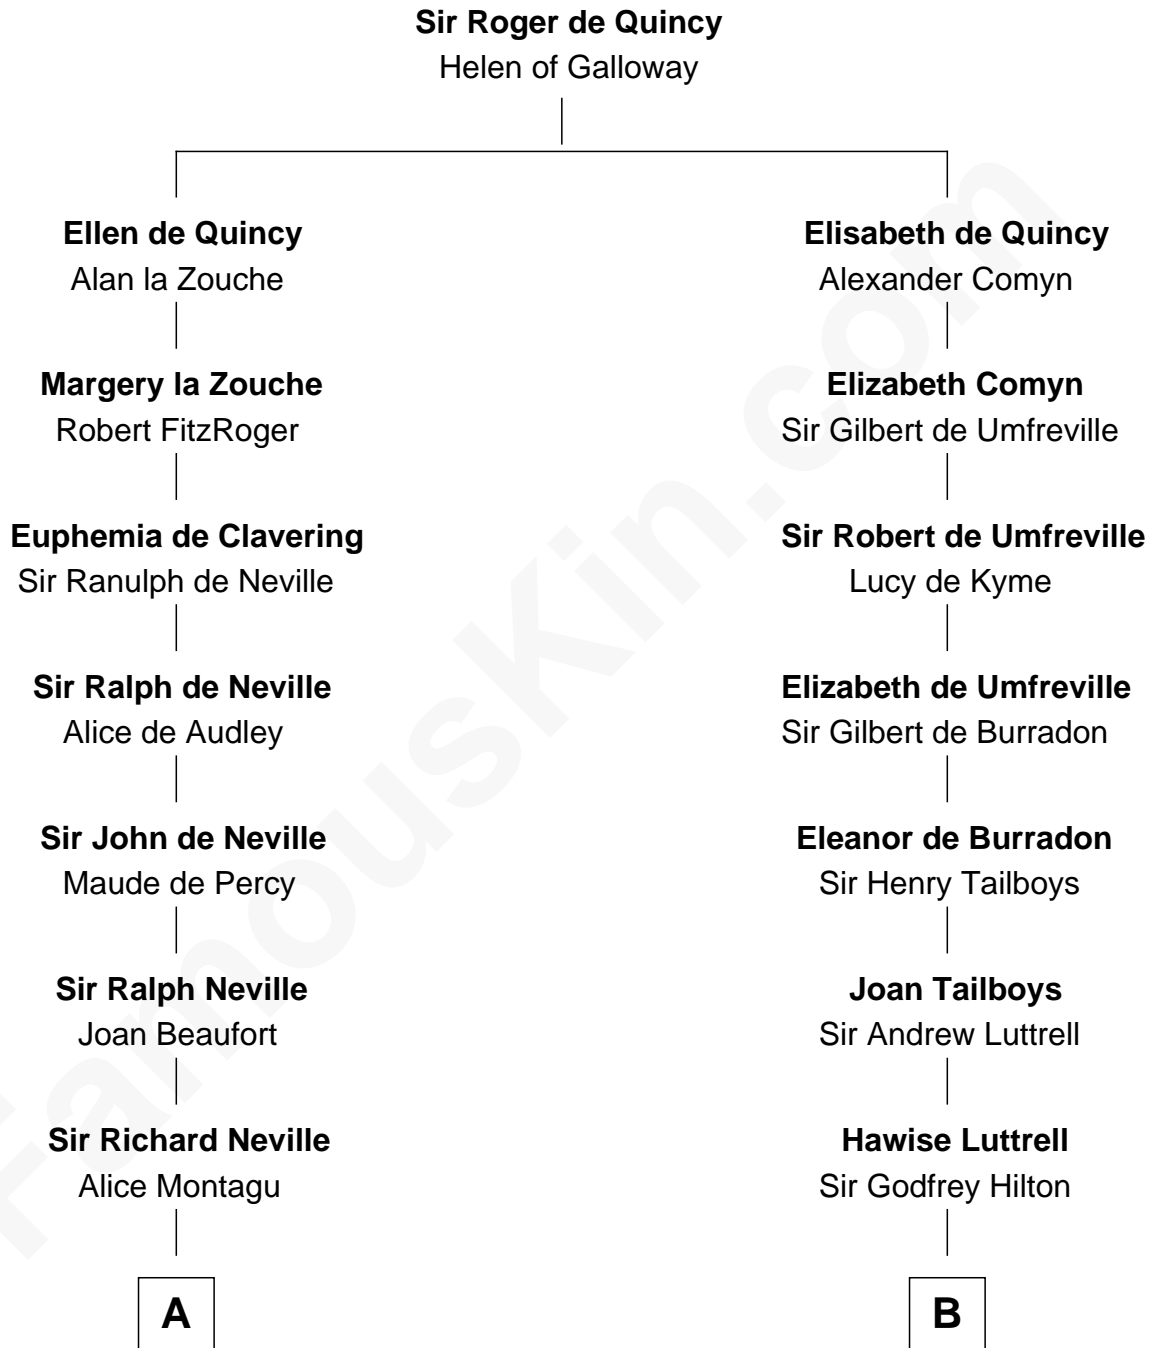 Sir Roger de Quincy
Helen of Galloway
Ellen de Quincy
Alan la Zouche
Elisabeth de Quincy
Alexander Comyn
Margery la Zouche
Robert FitzRoger
Elizabeth Comyn
Sir Gilbert de Umfreville
Euphemia de Clavering
Sir Ranulph de Neville
Sir Robert de Umfreville
Lucy de Kyme
Sir Ralph de Neville
Alice de Audley
Elizabeth de Umfreville
Sir Gilbert de Burradon
Sir John de Neville
Maude de Percy
Eleanor de Burradon
Sir Henry Tailboys
Sir Ralph Neville
Joan Beaufort
Joan Tailboys
Sir Andrew Luttrell
Sir Richard Neville
Alice Montagu
Hawise Luttrell
Sir Godfrey Hilton
A
B
FamousKin.com